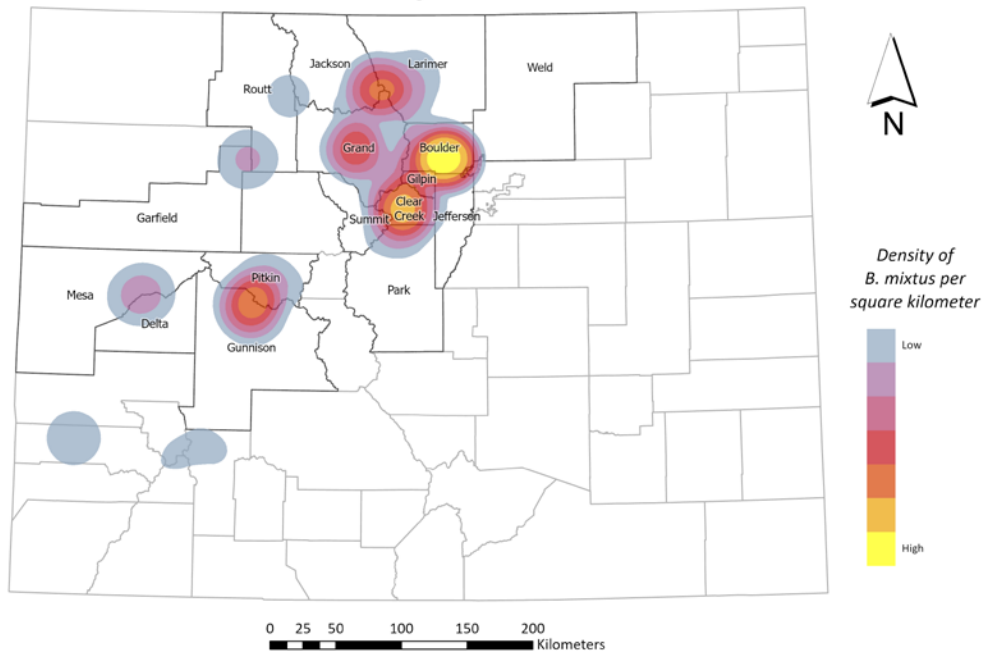 Jackson
Larimer
Weld
Routt
N
Grand
Boulder
Gilpin
Clear
Creek
Garfield
Summit
Jefferson
Mesa
Pitkin
Park
Delta
Gunnison
Density of
B. mixtus per
square kilometer
Low
High
0 25 50 100 150 200
Kilometers